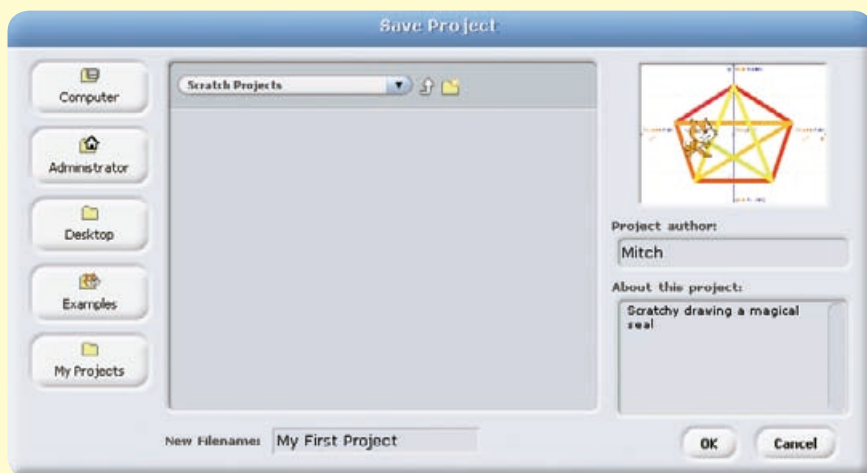 Save Project
Computer
Administrator
Desktop
Examples
My Projects
Scratch Projects
Project author:
Mitch
About this project:
Scratchy drawing a magical
seal
New Filename: My First Project
OK
Cancel